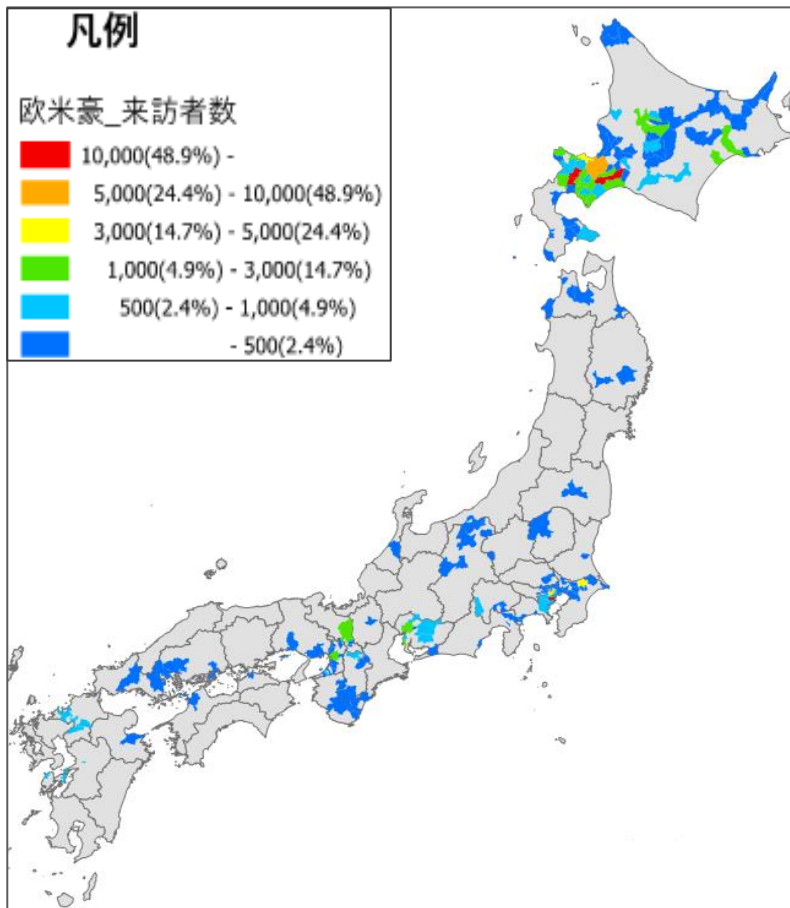 凡例
欧米豪_来訪者数
10,000(48.9%) -
5,000(24.4%) - 10,000(48.9%)
3,000(14.7%) - 5,000(24.4%)
1,000(4.9%) - 3,000(14.7%)
500(2.4%) - 1,000(4.9%)
- 500(2.4%)